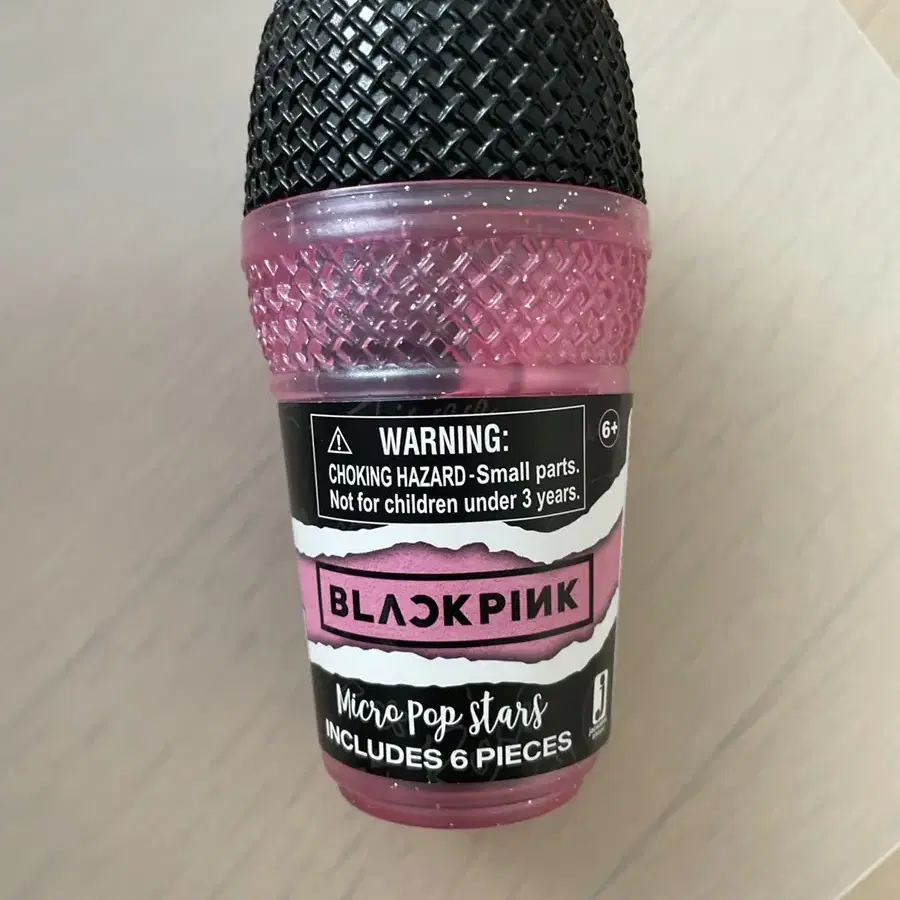 ⚠ WARNING:
CHOKING HAZARD-Small parts.
Not for children under 3 years.
6+
BLACKPINK
Micro Pop Stars
INCLUDES 6 PIECES